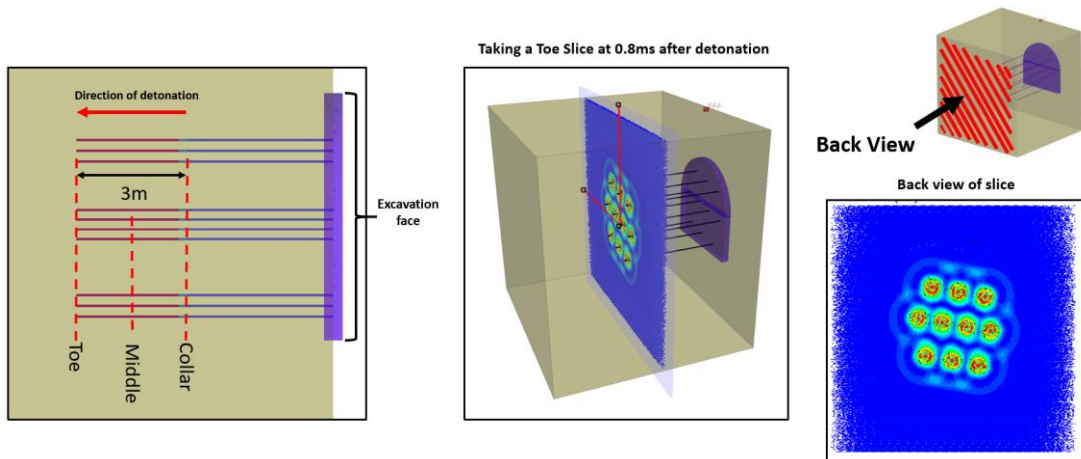 Direction of detonation
3m
Toe
Middle
Collar
Excavation
face
Taking a Toe Slice at 0.8ms after detonation
Back View
Back view of slice